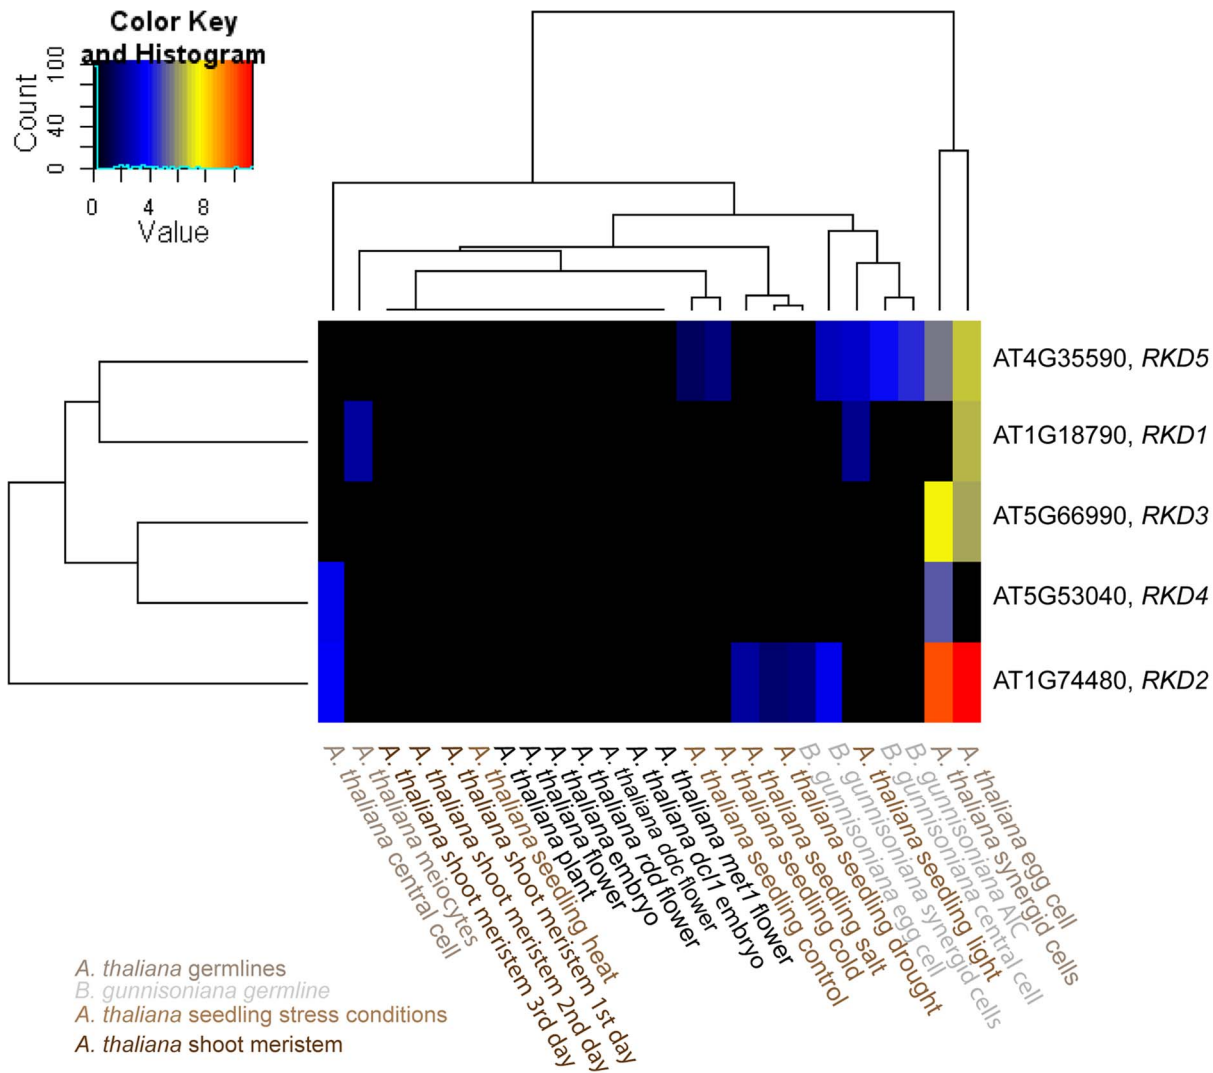 Color Key
and Histogram
Count
0 40 100
0 4 8
Value
AT4G35590, RKD5
AT1G18790, RKD1
AT5G66990, RKD3
AT5G53040, RKD4
AT1G74480, RKD2
A. thaliana central cell
A. thaliana meiocytes
A. thaliana shoot meristem 3rd day
A. thaliana shoot meristem 2nd day
A. thaliana shoot meristem 1st day
A. thaliana seedling heat
A. thaliana plant
A. thaliana flower
A. thaliana embryo
A. thaliana rdd flower
A. thaliana ddc flower
A. thaliana dcl1 embryo
A. thaliana met1 flower
A. thaliana seedling control
A. thaliana seedling cold
A. thaliana seedling salt
A. thaliana seedling drought
B. gunnisoniana egg cell
B. gunnisoniana synergid cells
A. thaliana seedling light
B. gunnisoniana central cell
B. gunnisoniana AIC
A. thaliana synergid cells
A. thaliana egg cell
A. thaliana germlines
B. gunnisoniana germline
A. thaliana seedling stress conditions
A. thaliana shoot meristem